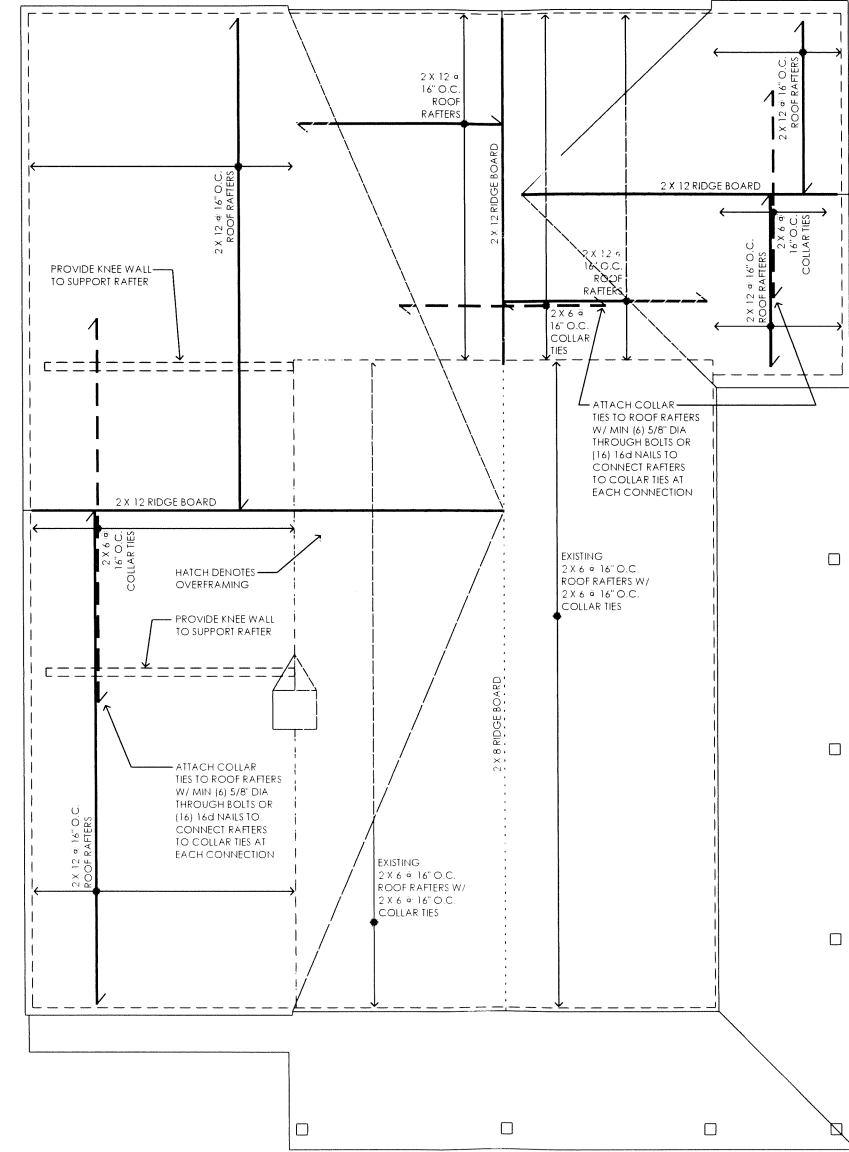 2 X 12 @
16" O.C.
ROOF
RAFTERS
2 X 12 @ 16" O.C.
ROOF RAFTERS
2 X 12 RIDGE BOARD
2 X 12 @ 16" O.C.
ROOF RAFTERS
2 X 12 RIDGE BOARD
2 X 6 @
16" O.C.
COLLAR TIES
2 X 12 @ 16" O.C.
ROOF RAFTERS
2 X 12 @
16" O.C.
ROOF
RAFTERS
2 X 6 @
16" O.C.
COLLAR
TIES
PROVIDE KNEE WALL
TO SUPPORT RAFTER
ATTACH COLLAR
TIES TO ROOF RAFTERS
W/ MIN (6) 5/8" DIA
THROUGH BOLTS OR
(16) 16d NAILS TO
CONNECT RAFTERS
TO COLLAR TIES AT
EACH CONNECTION
2 X 12 RIDGE BOARD
2 X 6 @
16" O.C.
COLLAR TIES
HATCH DENOTES
OVERFRAMING
EXISTING
2 X 6 @ 16" O.C.
ROOF RAFTERS W/
2 X 6 @ 16" O.C.
COLLAR TIES
PROVIDE KNEE WALL
TO SUPPORT RAFTER
2 X 8 RIDGE BOARD
ATTACH COLLAR
TIES TO ROOF RAFTERS
W/ MIN (6) 5/8" DIA
THROUGH BOLTS OR
(16) 16d NAILS TO
CONNECT RAFTERS
TO COLLAR TIES AT
EACH CONNECTION
2 X 12 @ 16" O.C.
ROOF RAFTERS
EXISTING
2 X 6 @ 16" O.C.
ROOF RAFTERS W/
2 X 6 @ 16" O.C.
COLLAR TIES